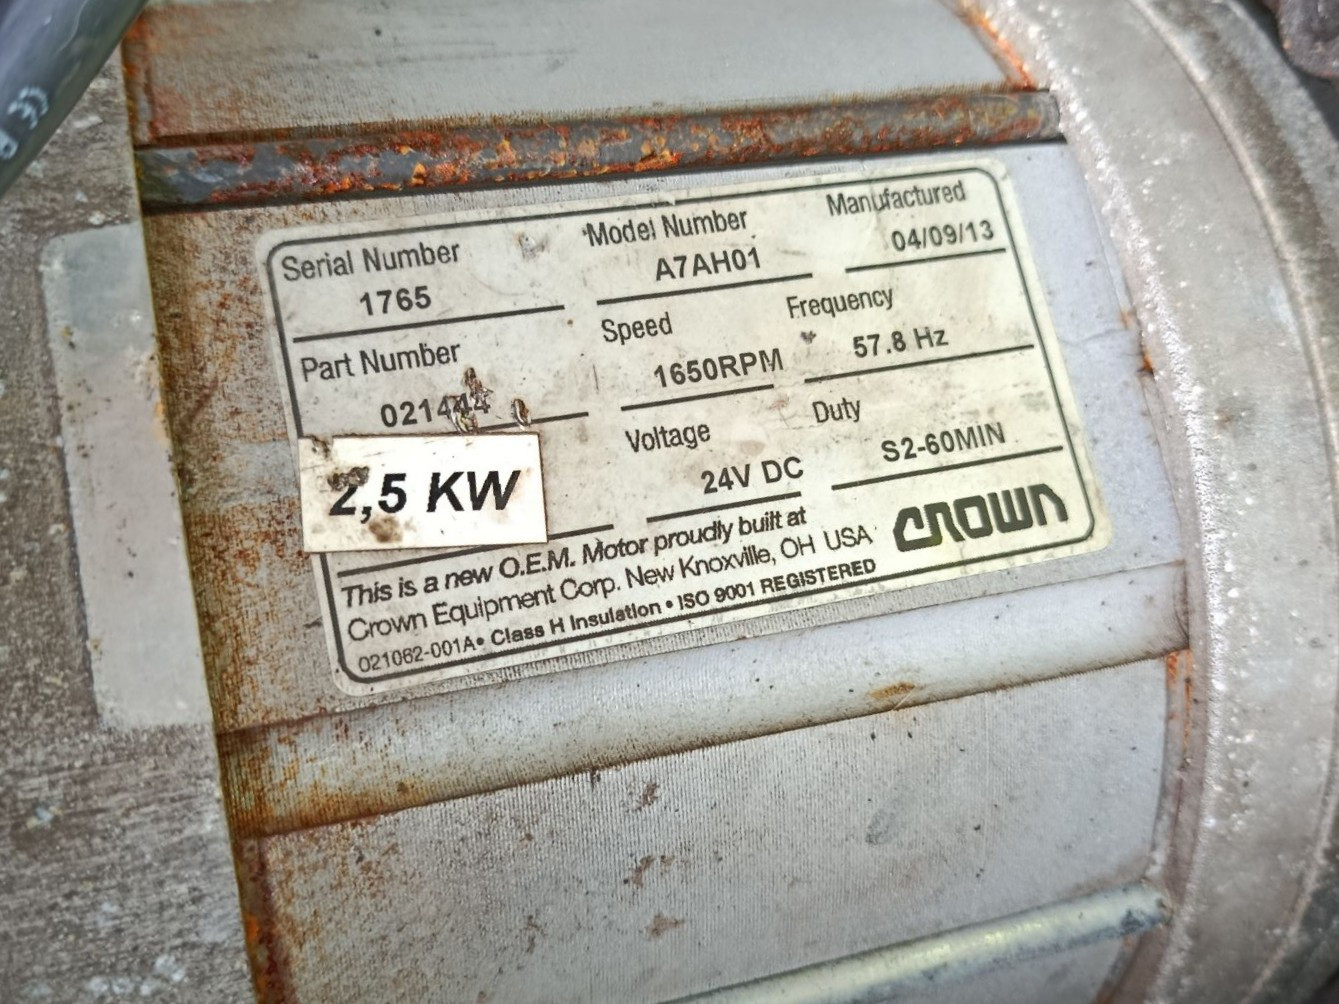 Serial Number Model Number Manufactured
1765 A7AH01 04/09/13
Part Number Speed Frequency
021444 1650RPM 57.8 Hz
2,5 KW
Voltage Duty
24V DC S2-60MIN
This is a new O.E.M. Motor proudly built at
Crown Equipment Corp. New Knoxville, OH USA
CROWN
021062-001A• Class H Insulation • ISO 9001 REGISTERED
CE